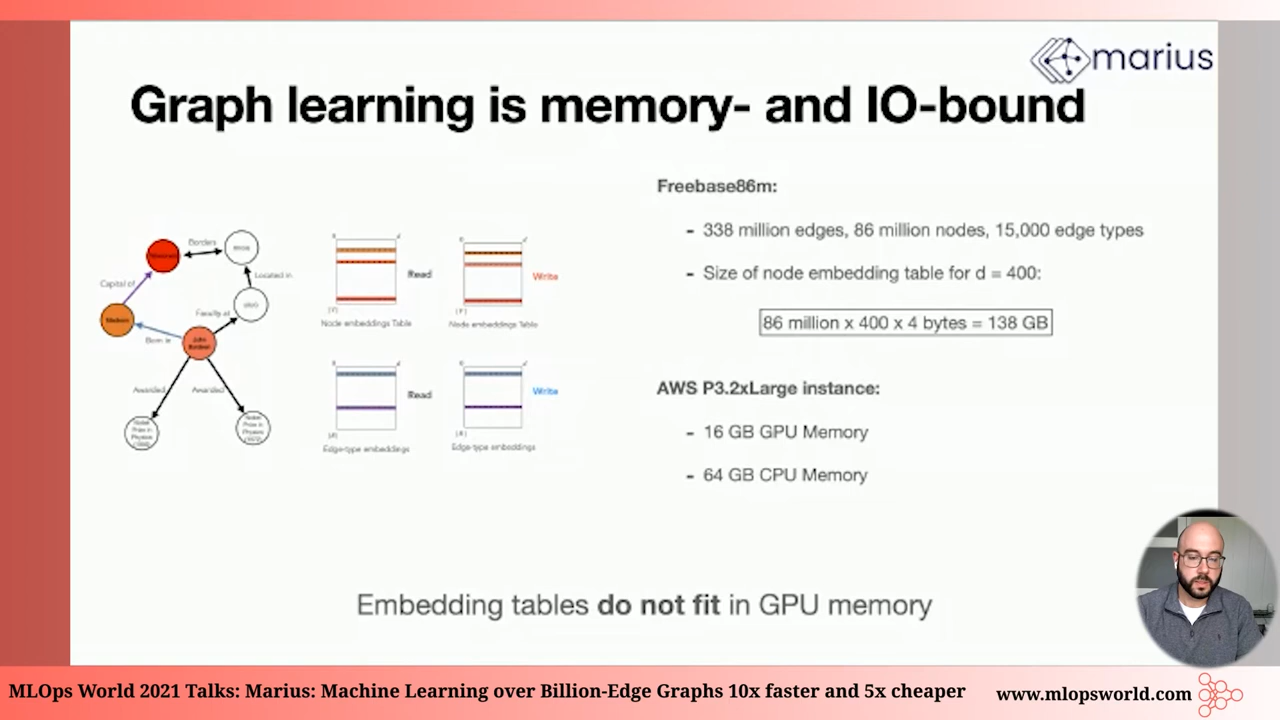 marius
Graph learning is memory- and IO-bound
Freebase86m:
- 338 million edges, 86 million nodes, 15,000 edge types
- Size of node embedding table for d = 400:
86 million x 400 x 4 bytes = 138 GB
AWS P3.2xLarge instance:
- 16 GB GPU Memory
- 64 GB CPU Memory
Borders
Capital of
Located in
Faculty at
Born in
Awarded
Awarded
Read
Write
Node embeddings Table
Node embeddings Table
Read
Write
Edge-type embeddings
Edge-type embeddings
Embedding tables do not fit in GPU memory
MLOps World 2021 Talks: Marius: Machine Learning over Billion-Edge Graphs 10x faster and 5x cheaper
www.mlopsworld.com